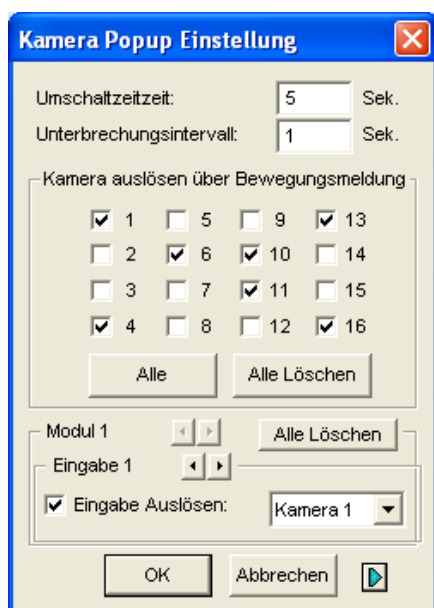 Kamera Popup Einstellung
Umschaltzeitzeit: 5 Sek.
Unterbrechungsintervall: 1 Sek.
Kamera auslösen über Bewegungsmeldung
1 5 9 13
2 6 10 14
3 7 11 15
4 8 12 16
Alle Alle Löschen
Modul 1 Alle Löschen
Eingabe 1
Eingabe Auslösen: Kamera 1
OK Abbrechen